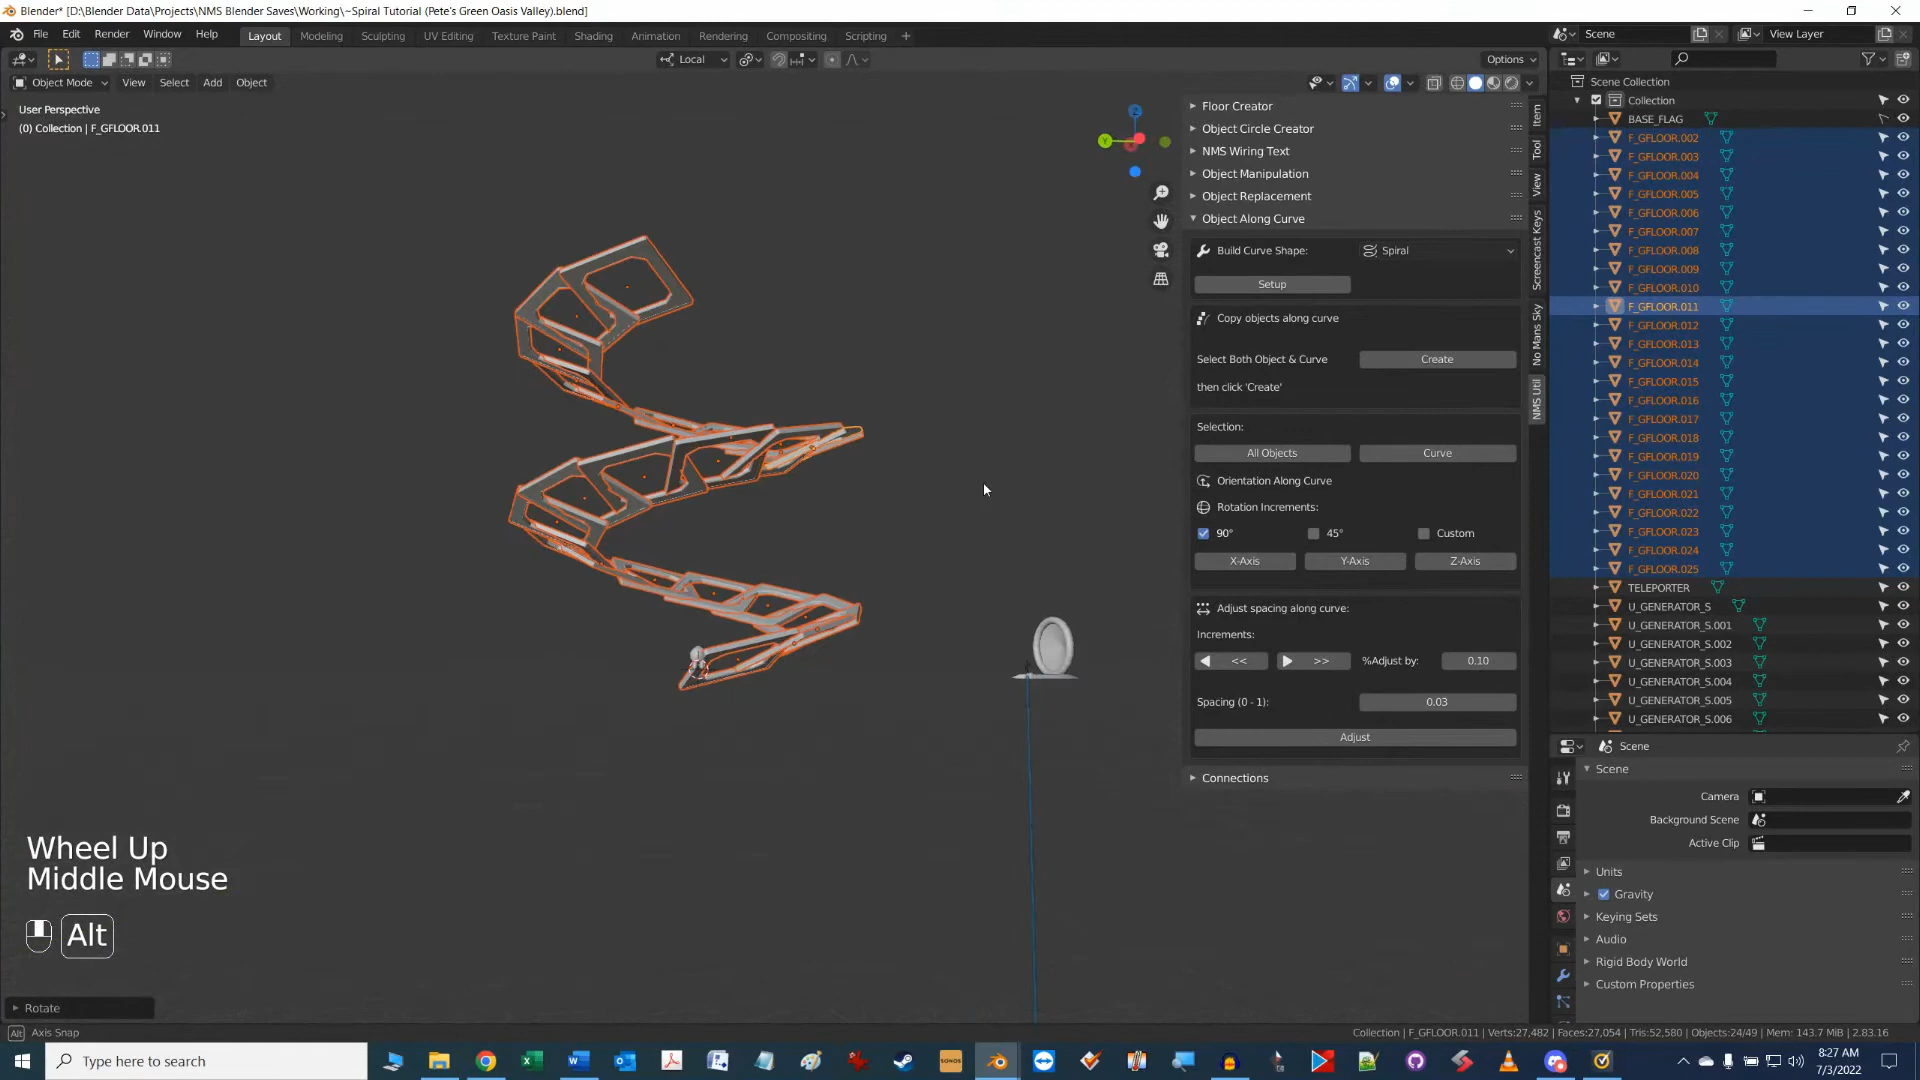 Blender* [D:\Blender Data\Projects\NMS Blender Saves\Working\~Spiral Tutorial (Pete's Green Oasis Valley).blend]
File Edit Render Window Help Layout Modeling Sculpting UV Editing Texture Paint Shading Animation Rendering Compositing Scripting +
Scene View Layer
Local Options
Object Mode View Select Add Object
User Perspective
(0) Collection | F_GFLOOR.011
Z
Y
Floor Creator
Object Circle Creator
NMS Wiring Text
Object Manipulation
Object Replacement
Object Along Curve
Build Curve Shape: Spiral
Setup
Copy objects along curve
Select Both Object & Curve Create
then click 'Create'
Selection:
All Objects Curve
Orientation Along Curve
Rotation Increments:
90° 45° Custom
X-Axis Y-Axis Z-Axis
Adjust spacing along curve:
Increments:
<< >> %Adjust by: 0.10
Spacing (0 - 1): 0.03
Adjust
Connections
Item
Tool
View
Screencast Keys
No Mans Sky
NMS Util
Scene Collection
Collection
BASE_FLAG
F_GFLOOR.002
F_GFLOOR.003
F_GFLOOR.004
F_GFLOOR.005
F_GFLOOR.006
F_GFLOOR.007
F_GFLOOR.008
F_GFLOOR.009
F_GFLOOR.010
F_GFLOOR.011
F_GFLOOR.012
F_GFLOOR.013
F_GFLOOR.014
F_GFLOOR.015
F_GFLOOR.016
F_GFLOOR.017
F_GFLOOR.018
F_GFLOOR.019
F_GFLOOR.020
F_GFLOOR.021
F_GFLOOR.022
F_GFLOOR.023
F_GFLOOR.024
F_GFLOOR.025
TELEPORTER
U_GENERATOR_S
U_GENERATOR_S.001
U_GENERATOR_S.002
U_GENERATOR_S.003
U_GENERATOR_S.004
U_GENERATOR_S.005
U_GENERATOR_S.006
Scene
Scene
Camera
Background Scene
Active Clip
Units
Gravity
Keying Sets
Audio
Rigid Body World
Custom Properties
Wheel Up
Middle Mouse
Alt
Rotate
Alt Axis Snap
Collection | F_GFLOOR.011 | Verts:27,482 | Faces:27,054 | Tris:52,580 | Objects:24/49 | Mem: 143.7 MiB | 2.83.16
Type here to search
SONOS
8:27 AM
7/3/2022